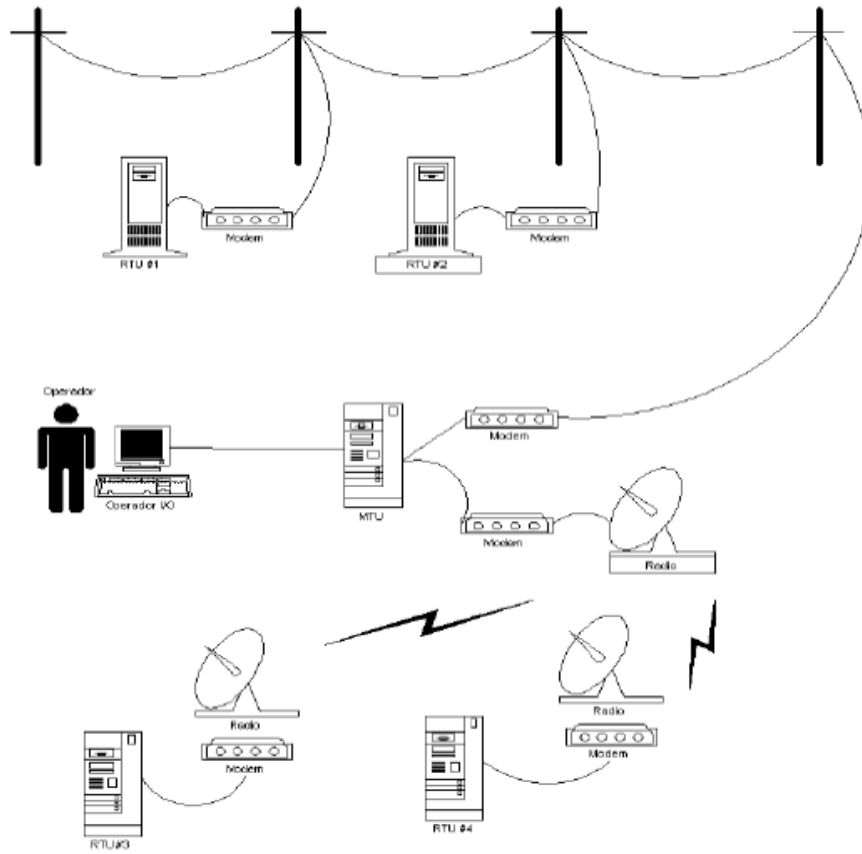 Modem
RTU #1
Modem
RTU #2
Operador
Modem
Operador I/O
MTU
Modem
Radio
Radio
Modem
RTU#3
Radio
Modem
RTU #4